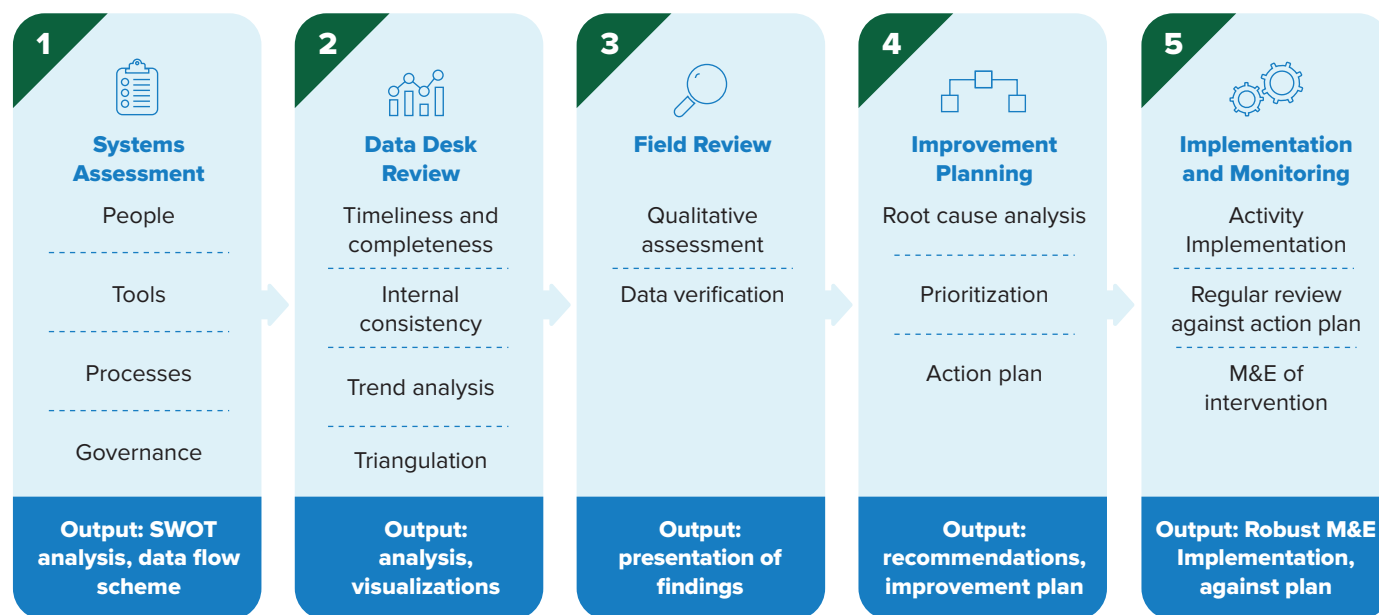 1
Systems
Assessment
People
Tools
Processes
Governance
Output: SWOT
analysis, data flow
scheme
2
Data Desk
Review
Timeliness and
completeness
Internal
consistency
Trend analysis
Triangulation
Output:
analysis,
visualizations
3
Field Review
Qualitative
assessment
Data verification
Output:
presentation of
findings
4
Improvement
Planning
Root cause analysis
Prioritization
Action plan
Output:
recommendations,
improvement plan
5
Implementation
and Monitoring
Activity
Implementation
Regular review
against action plan
M&E of
intervention
Output: Robust M&E
Implementation,
against plan